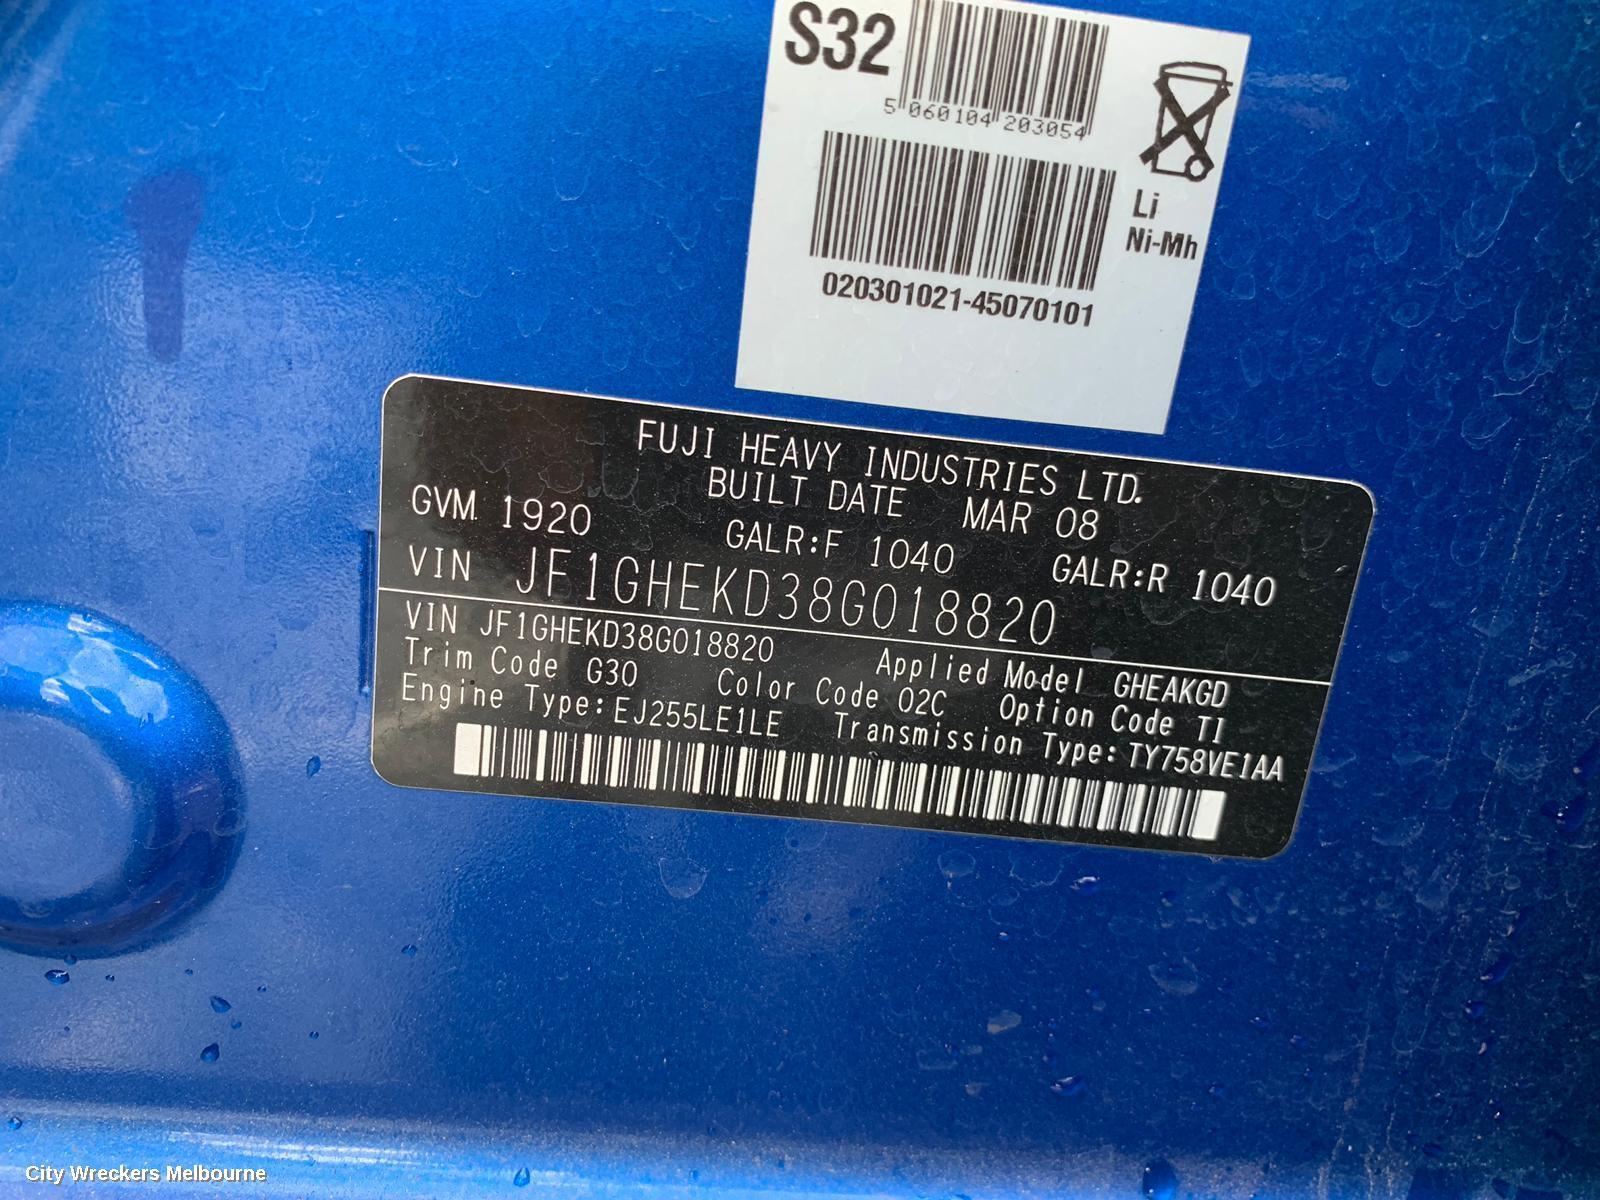 S32
5 060104 203054
Li
Ni-Mh
020301021-45070101
FUJI HEAVY INDUSTRIES LTD.
BUILT DATE MAR 08
GVM 1920 GALR:F 1040 GALR:R 1040
VIN JF1GHEKD38G018820
VIN JF1GHEKD38G018820 Applied Model GHEAKGD
Trim Code G30 Color Code 02C Option Code TI
Engine Type:EJ255LE1LE Transmission Type:TY758VE1AA
City Wreckers Melbourne